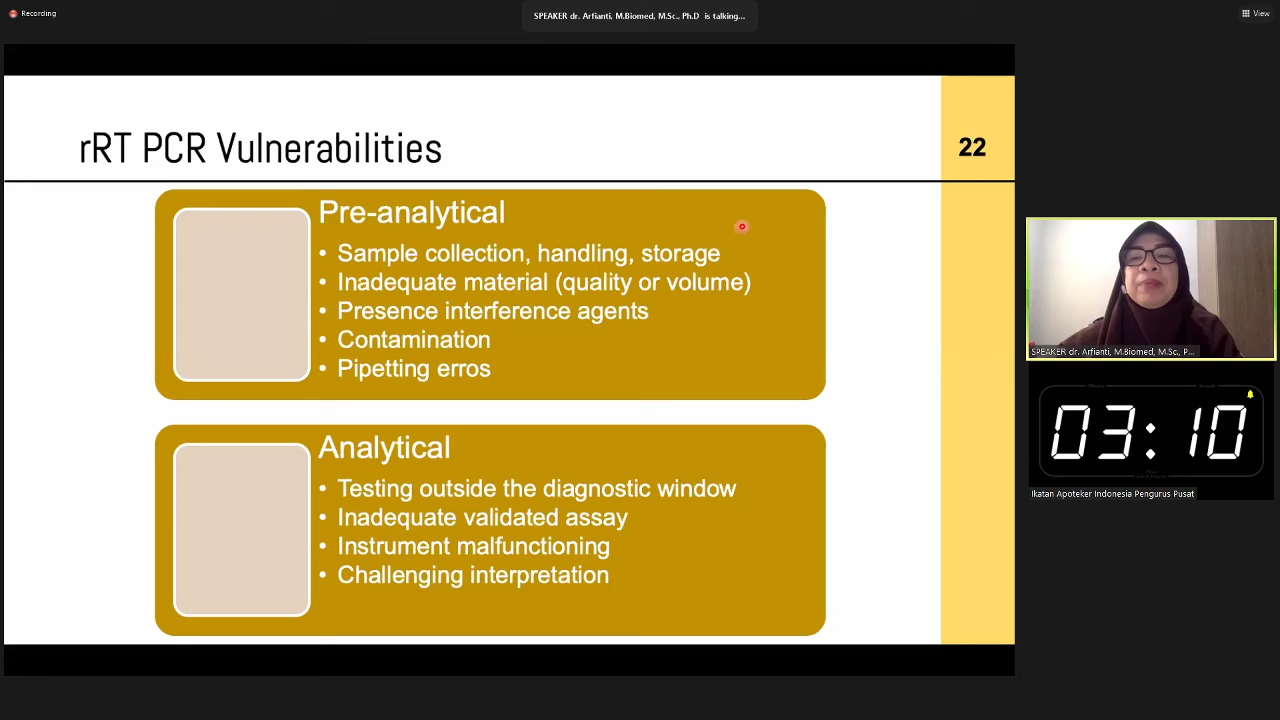 Recording
SPEAKER dr. Arfianti, M.Biomed, M.Sc., Ph.D is talking...
View
rRT PCR Vulnerabilities
22
Pre-analytical
• Sample collection, handling, storage
• Inadequate material (quality or volume)
• Presence interference agents
• Contamination
• Pipetting erros
Analytical
• Testing outside the diagnostic window
• Inadequate validated assay
• Instrument malfunctioning
• Challenging interpretation
SPEAKER dr. Arfianti, M.Biomed, M.Sc., P...
03:10
Ikatan Apoteker Indonesia Pengurus Pusat